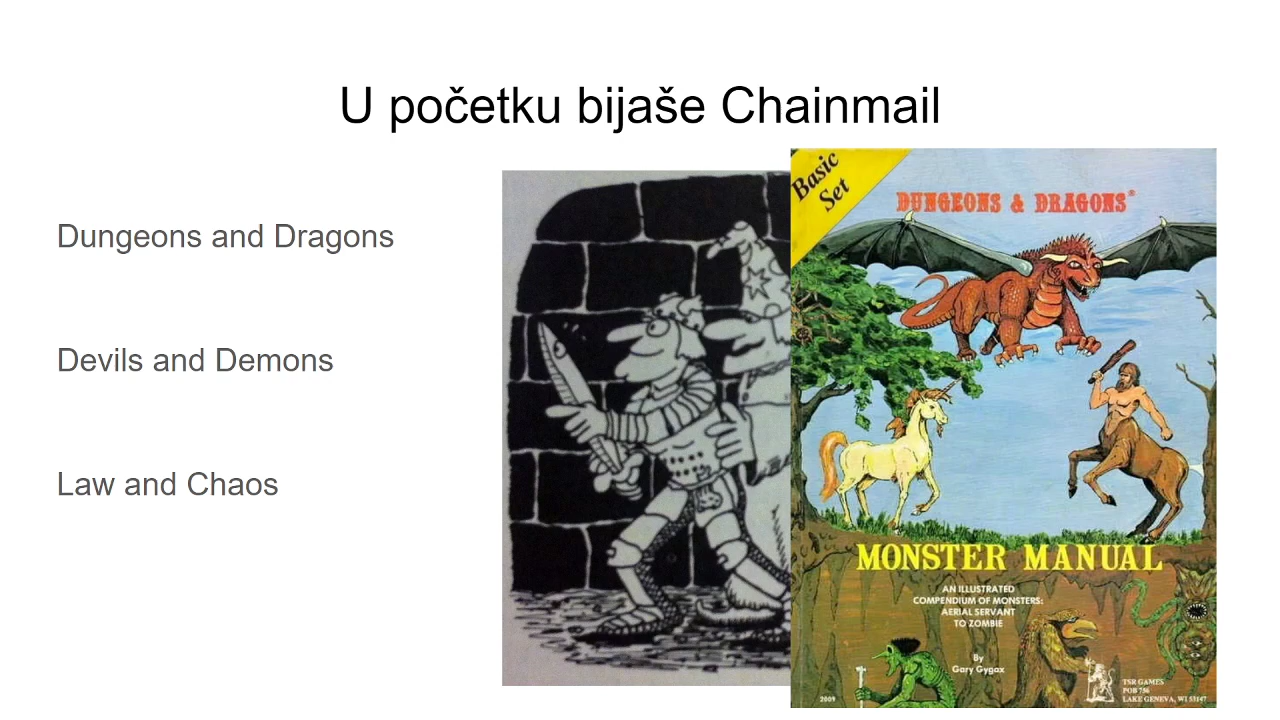 U početku bijaše Chainmail
Dungeons and Dragons
Devils and Demons
Law and Chaos
Basic
Set
DUNGEONS & DRAGONS®
MONSTER MANUAL
AN ILLUSTRATED
COMPENDIUM OF MONSTERS:
AERIAL SERVANT
TO ZOMBIE
By
Gary Gygax
2009
TSR GAMES
POB 756
LAKE GENEVA, WI 53147